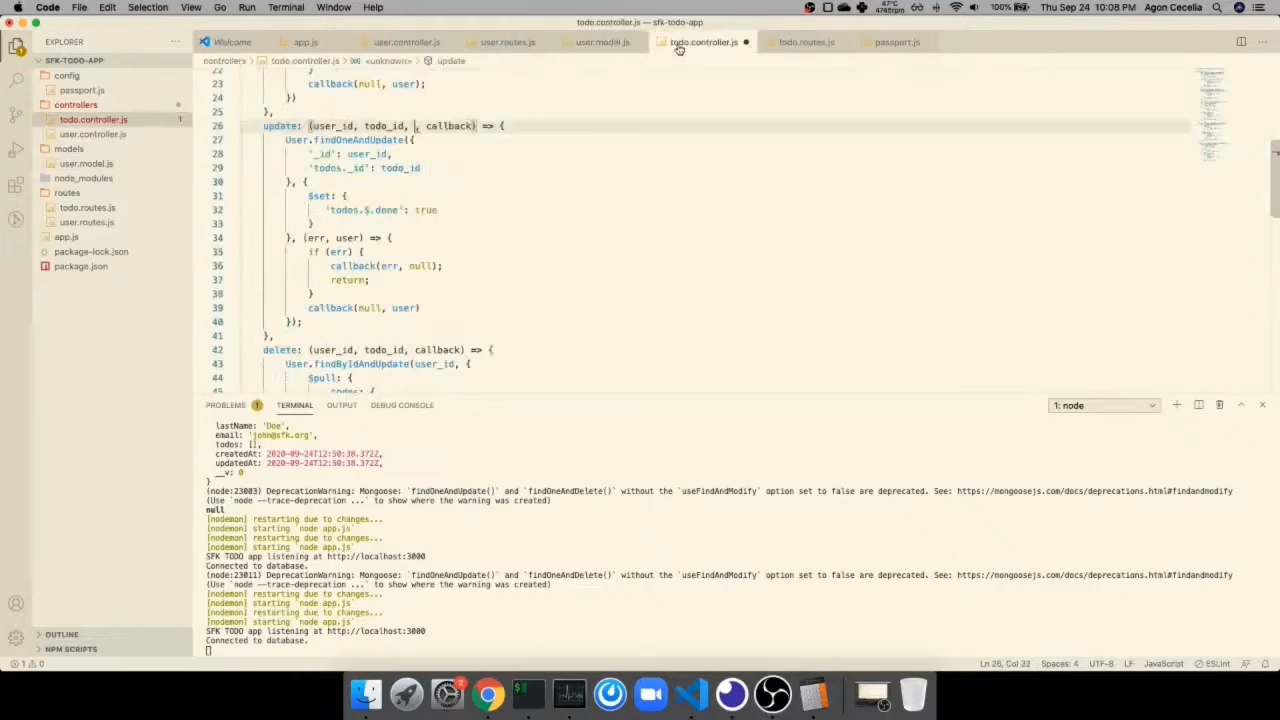 Code File Edit Selection View Go Run Terminal Window Help 47°C 4745rpm 100% Thu Sep 24 10:08 PM Agon Cecelia
todo.controller.js — sfk-todo-app
EXPLORER
Welcome app.js user.controller.js user.routes.js user.model.js todo.controller.js todo.routes.js passport.js
controllers > todo.controller.js > <unknown> > update
SFK-TODO-APP
config
passport.js
controllers
todo.controller.js 1
user.controller.js
models
user.model.js
node_modules
routes
todo.routes.js
user.routes.js
app.js
package-lock.json
package.json
OUTLINE
NPM SCRIPTS
22 }
23 callback(null, user);
24 })
25 },
26 update: (user_id, todo_id, , callback) => {
27 User.findOneAndUpdate({
28 "_id": user_id,
29 "todos._id": todo_id
30 }, {
31 $set: {
32 'todos.$.done': true
33 }
34 }, (err, user) => {
35 if (err) {
36 callback(err, null);
37 return;
38 }
39 callback(null, user)
40 });
41 },
42 delete: (user_id, todo_id, callback) => {
43 User.findByIdAndUpdate(user_id, {
44 $pull: {
45 todos: {
PROBLEMS 1 TERMINAL OUTPUT DEBUG CONSOLE 1: node
lastName: 'Doe',
email: 'john@sfk.org',
todos: [],
createdAt: 2020-09-24T12:50:38.372Z,
updatedAt: 2020-09-24T12:50:38.372Z,
__v: 0
}
(node:23003) DeprecationWarning: Mongoose: `findOneAndUpdate()` and `findOneAndDelete()` without the `useFindAndModify` option set to false are deprecated. See: https://mongoosejs.com/docs/deprecations.html#findandmodify
(Use `node --trace-deprecation ...` to show where the warning was created)
null
[nodemon] restarting due to changes...
[nodemon] starting `node app.js`
[nodemon] restarting due to changes...
[nodemon] starting `node app.js`
SFK TODO app listening at http://localhost:3000
Connected to database.
(node:23011) DeprecationWarning: Mongoose: `findOneAndUpdate()` and `findOneAndDelete()` without the `useFindAndModify` option set to false are deprecated. See: https://mongoosejs.com/docs/deprecations.html#findandmodify
(Use `node --trace-deprecation ...` to show where the warning was created)
[nodemon] restarting due to changes...
[nodemon] starting `node app.js`
[nodemon] restarting due to changes...
[nodemon] starting `node app.js`
SFK TODO app listening at http://localhost:3000
Connected to database.
1 0 Ln 26, Col 32 Spaces: 4 UTF-8 LF JavaScript ESLint
2